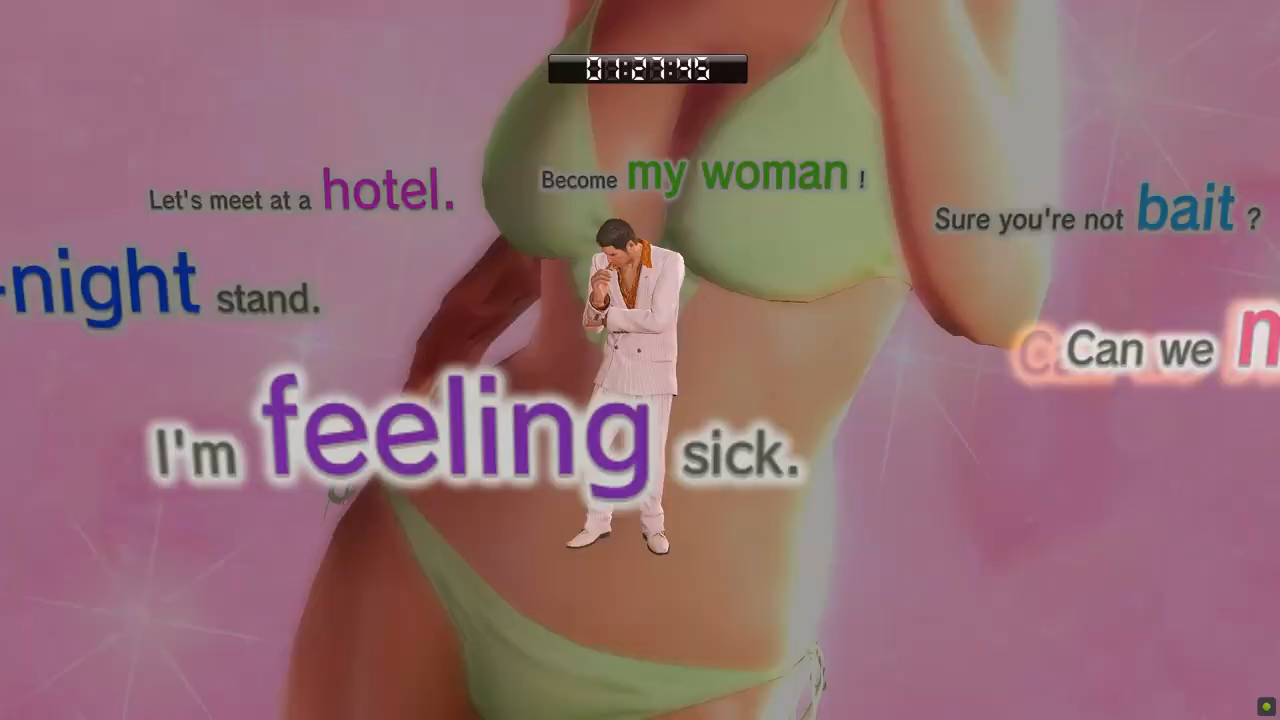 01:27:45
Let's meet at a hotel.
Become my woman !
Sure you're not bait ?
-night stand.
Can we
I'm feeling sick.